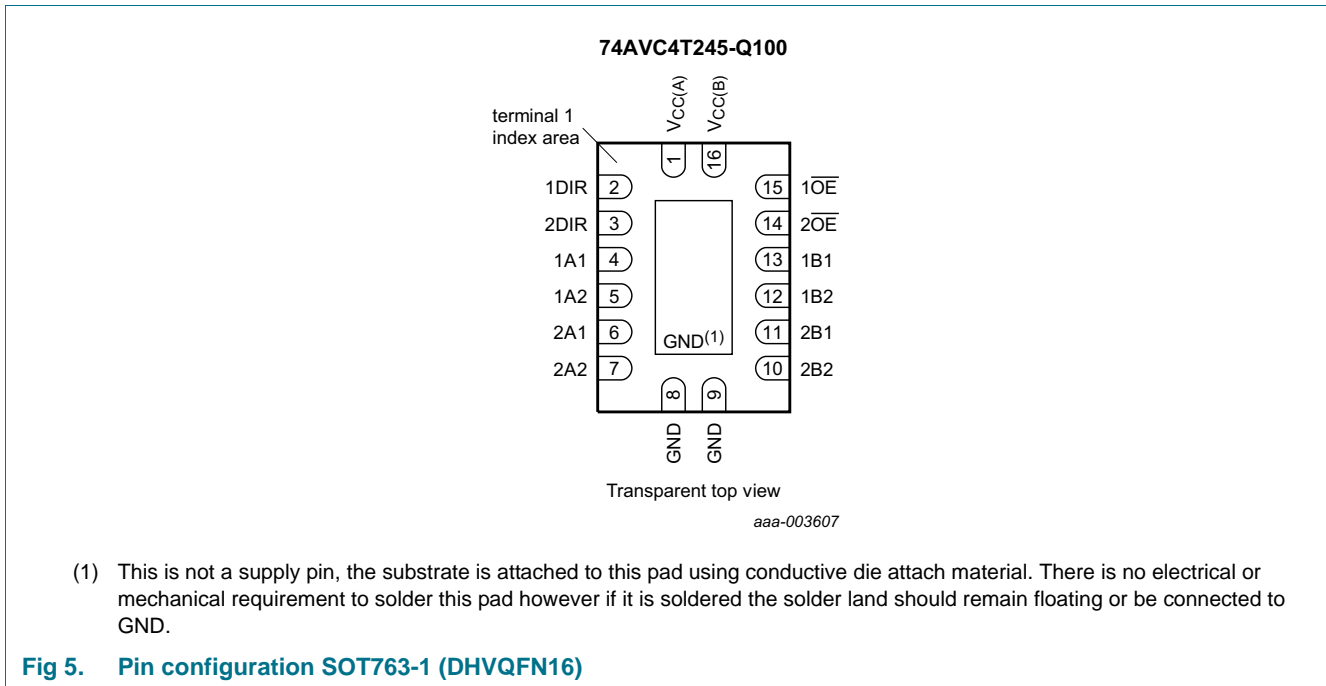 74AVC4T245-Q100
terminal 1
index area
VCC(A)
VCC(B)
1
16
1DIR 2
15 1OE
2DIR 3
14 2OE
1A1 4
13 1B1
1A2 5
12 1B2
2A1 6
11 2B1
2A2 7
10 2B2
GND(1)
8
9
GND
GND
Transparent top view
aaa-003607
(1) This is not a supply pin, the substrate is attached to this pad using conductive die attach material. There is no electrical or
mechanical requirement to solder this pad however if it is soldered the solder land should remain floating or be connected to
GND.
Fig 5. Pin configuration SOT763-1 (DHVQFN16)